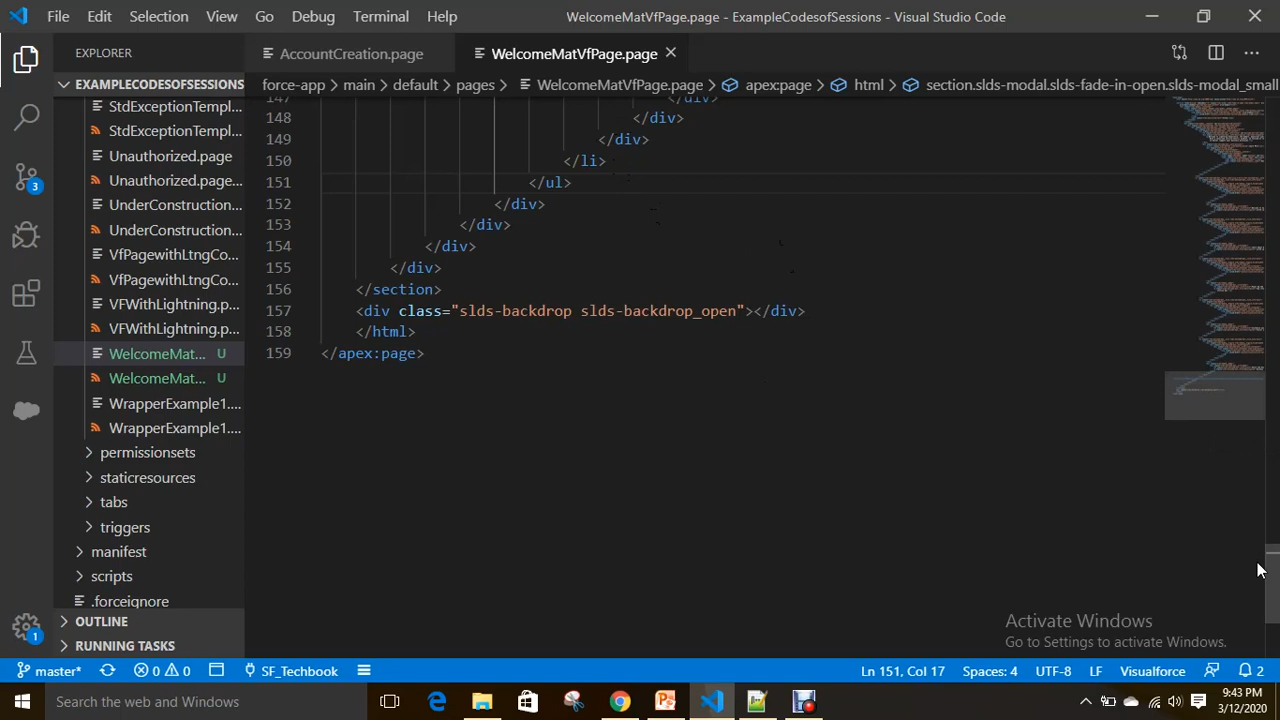 File Edit Selection View Go Debug Terminal Help WelcomeMatVfPage.page - ExampleCodesofSessions - Visual Studio Code
EXPLORER
AccountCreation.page WelcomeMatVfPage.page
EXAMPLECODESOFSESSIONS
force-app > main > default > pages > WelcomeMatVfPage.page > apex:page > html > section.slds-modal.slds-fade-in-open.slds-modal_small
StdExceptionTempl...
StdExceptionTempl...
Unauthorized.page
Unauthorized.page...
UnderConstruction...
UnderConstruction...
VfPagewithLtngCo...
VfPagewithLtngCo...
VFWithLightning.p...
VFWithLightning.p...
WelcomeMat... U
WelcomeMat... U
WrapperExample1....
WrapperExample1....
permissionsets
staticresources
tabs
triggers
manifest
scripts
.forceignore
OUTLINE
RUNNING TASKS
147 </div>
148 </div>
149 </div>
150 </li>
151 </ul>
152 </div>
153 </div>
154 </div>
155 </div>
156 </section>
157 <div class="slds-backdrop slds-backdrop_open"></div>
158 </html>
159 </apex:page>
3
1
Activate Windows
Go to Settings to activate Windows.
master* 0 0 SF_Techbook Ln 151, Col 17 Spaces: 4 UTF-8 LF Visualforce 2
Search the web and Windows
9:43 PM
3/12/2020